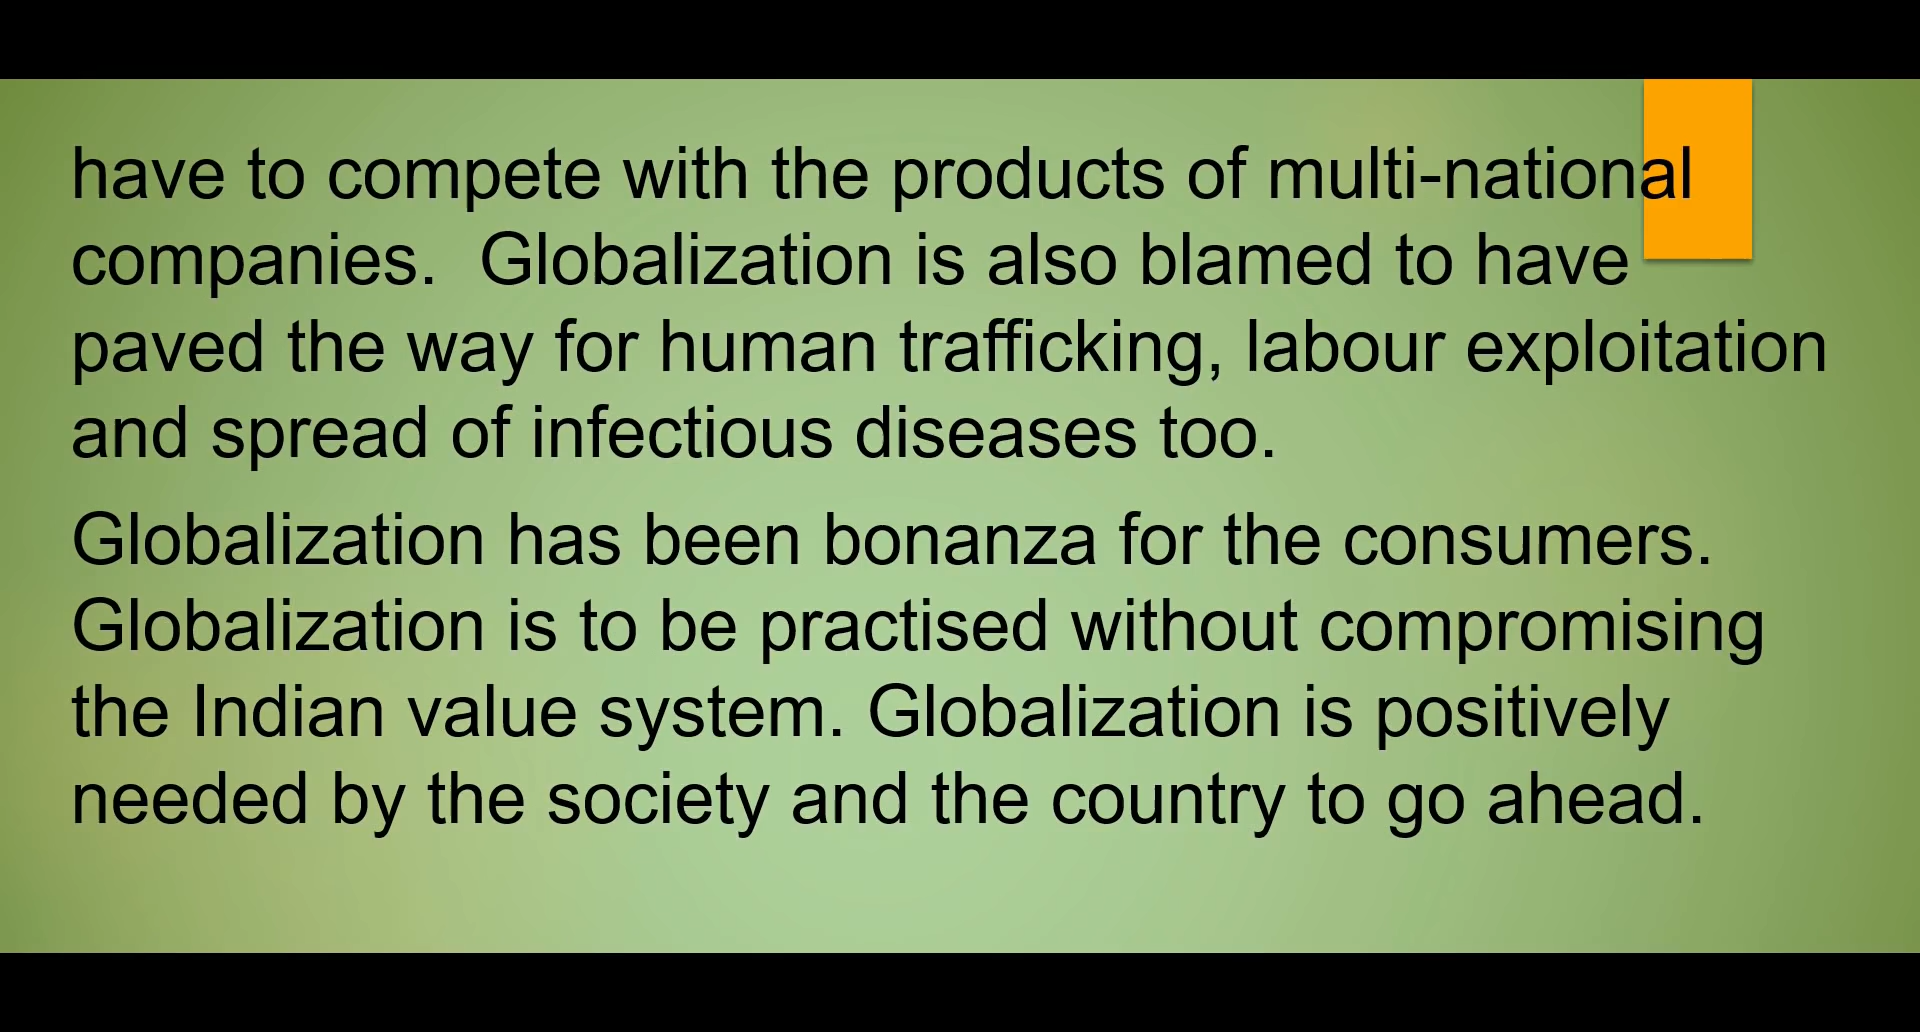 have to compete with the products of multi-national
companies.  Globalization is also blamed to have
paved the way for human trafficking, labour exploitation
and spread of infectious diseases too.
Globalization has been bonanza for the consumers.
Globalization is to be practised without compromising
the Indian value system. Globalization is positively
needed by the society and the country to go ahead.